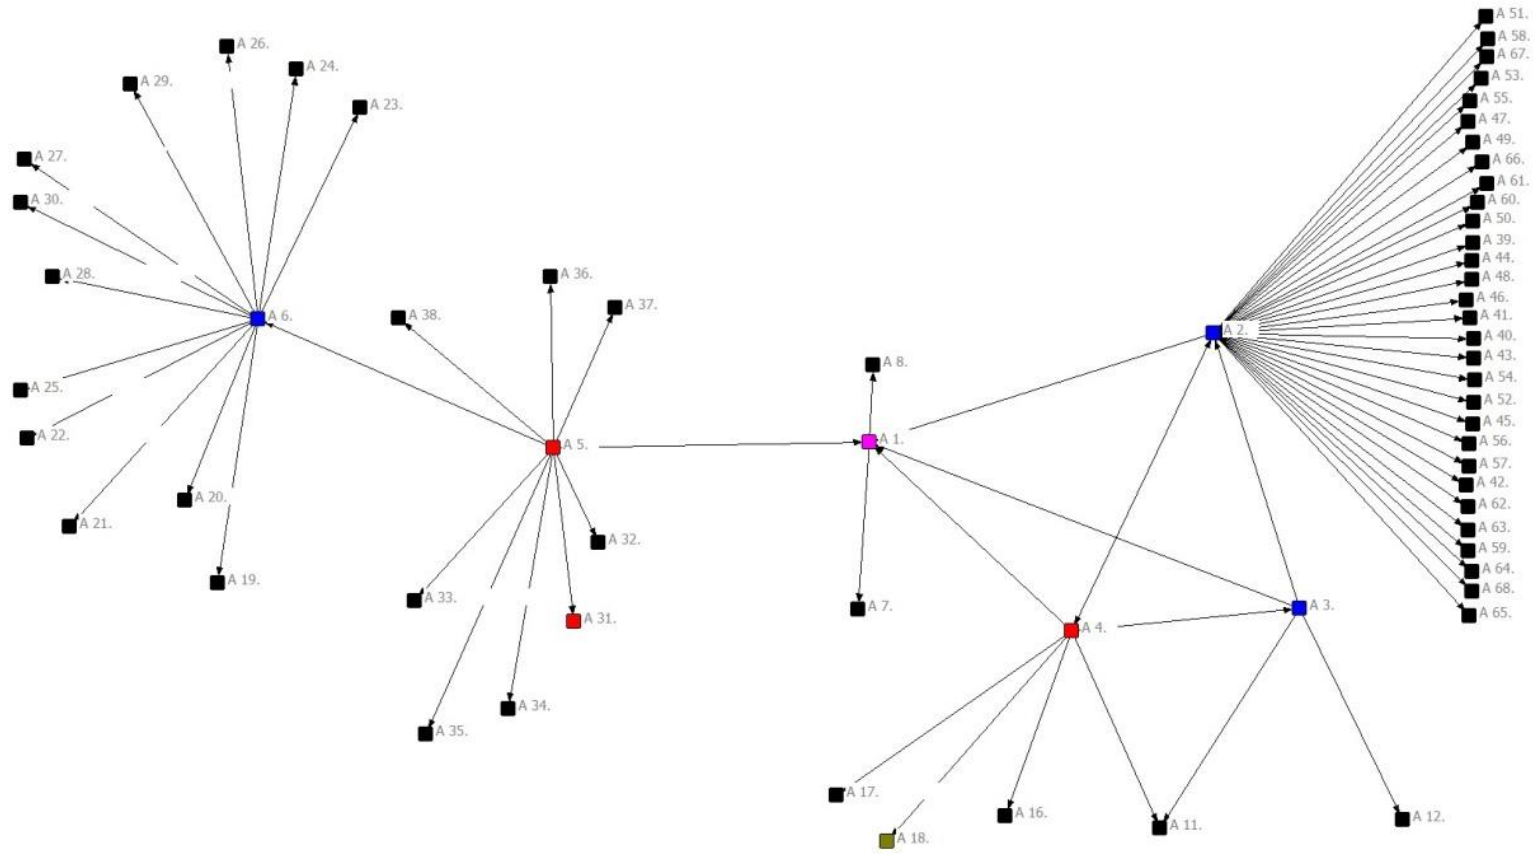 A 51.
A 58.
A 26.
A 67.
A 24.
A 53.
A 29.
A 55.
A 23.
A 47.
A 49.
A 27.
A 66.
A 61.
A 30.
A 60.
A 50.
A 39.
A 44.
A 28.
A 36.
A 48.
A 46.
A 37.
A 6.
A 38.
A 41.
A 2.
A 40.
A 43.
A 8.
A 54.
A 25.
A 52.
A 45.
A 22.
A 5.
A 1.
A 56.
A 57.
A 42.
A 20.
A 62.
A 21.
A 63.
A 32.
A 59.
A 64.
A 19.
A 68.
A 33.
A 7.
A 3.
A 65.
A 31.
A 4.
A 34.
A 35.
A 17.
A 16.
A 12.
A 11.
A 18.